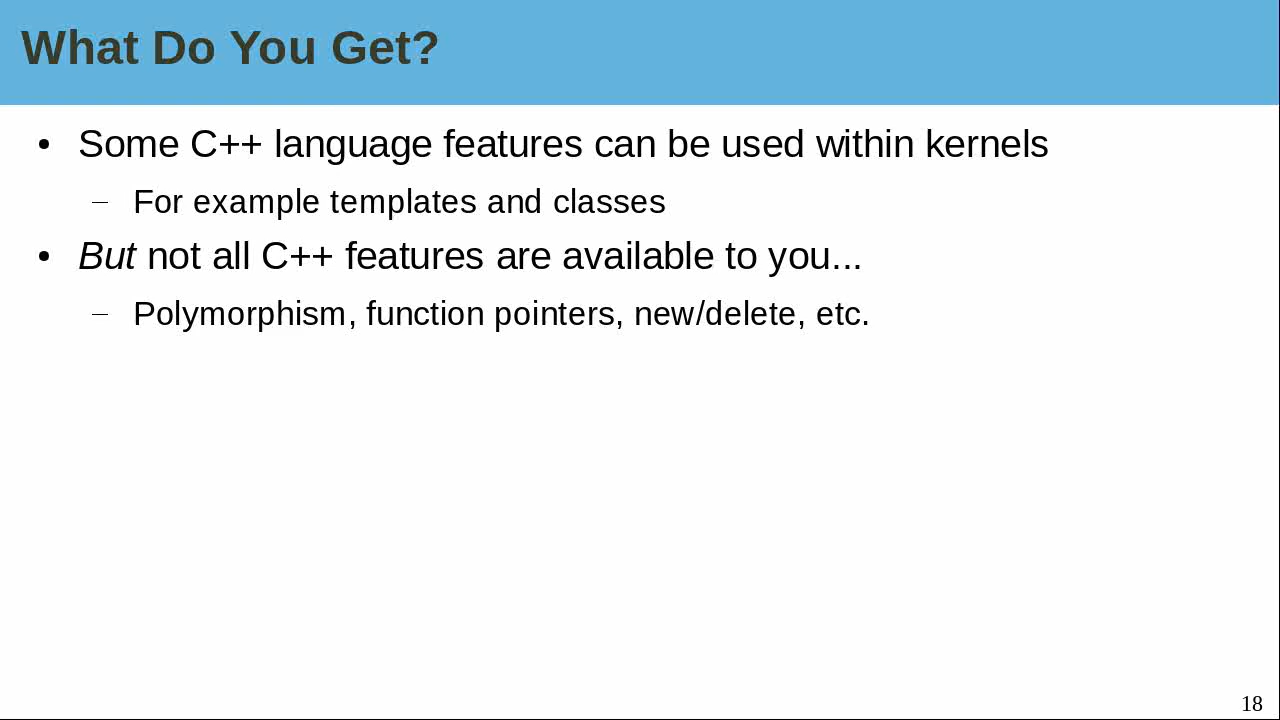 What Do You Get?
• Some C++ language features can be used within kernels
– For example templates and classes
• But not all C++ features are available to you...
– Polymorphism, function pointers, new/delete, etc.
18